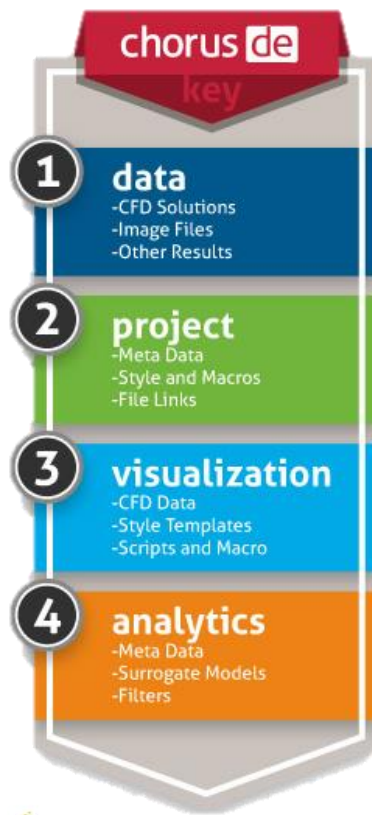 chorus de
key
1
data
-CFD Solutions
-Image Files
-Other Results
2
project
-Meta Data
-Style and Macros
-File Links
3
visualization
-CFD Data
-Style Templates
-Scripts and Macro
4
analytics
-Meta Data
-Surrogate Models
-Filters